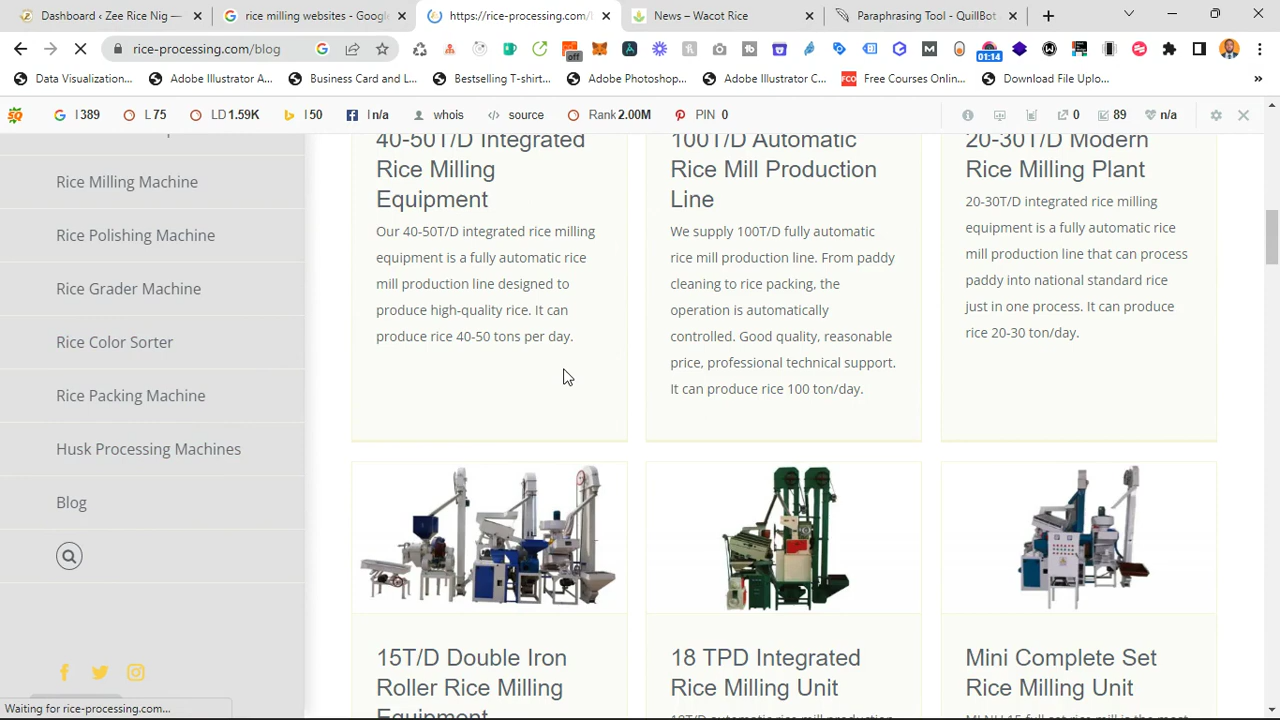 Dashboard ‹ Zee Rice Nig —
rice milling websites - Google
https://rice-processing.com/
News – Wacot Rice
Paraphrasing Tool - QuillBot
rice-processing.com/blog
off
01:14
Data Visualization...
Adobe Illustrator A...
Business Card and L...
Bestselling T-shirt...
Adobe Photoshop...
Adobe Illustrator C...
FCO
Free Courses Onlin...
Download File Uplo...
SQ
I 389
L 75
LD 1.59K
I 50
I n/a
whois
source
Rank 2.00M
PIN 0
0
89
n/a
Rice Milling Machine
Rice Polishing Machine
Rice Grader Machine
Rice Color Sorter
Rice Packing Machine
Husk Processing Machines
Blog
40-50T/D Integrated
Rice Milling
Equipment
Our 40-50T/D integrated rice milling
equipment is a fully automatic rice
mill production line designed to
produce high-quality rice. It can
produce rice 40-50 tons per day.
100T/D Automatic
Rice Mill Production
Line
We supply 100T/D fully automatic
rice mill production line. From paddy
cleaning to rice packing, the
operation is automatically
controlled. Good quality, reasonable
price, professional technical support.
It can produce rice 100 ton/day.
20-30T/D Modern
Rice Milling Plant
20-30T/D integrated rice milling
equipment is a fully automatic rice
mill production line that can process
paddy into national standard rice
just in one process. It can produce
rice 20-30 ton/day.
15T/D Double Iron
Roller Rice Milling
Equipment
18 TPD Integrated
Rice Milling Unit
Mini Complete Set
Rice Milling Unit
Waiting for rice-processing.com...